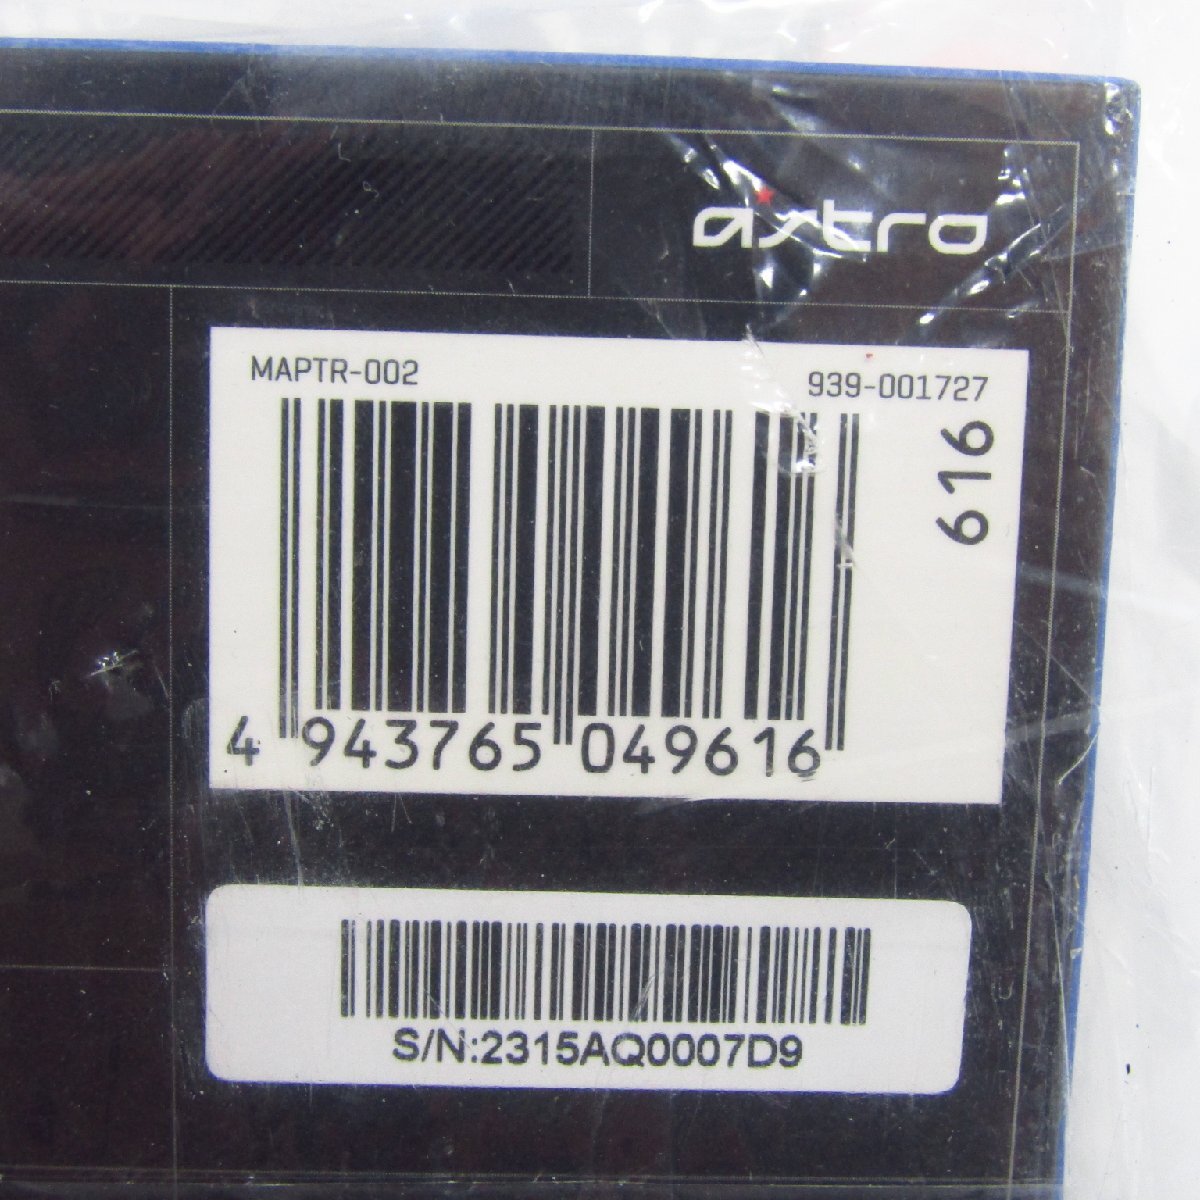 astro
MAPTR-002
939-001727
616
4 943765 049616
S/N:2315AQ0007D9